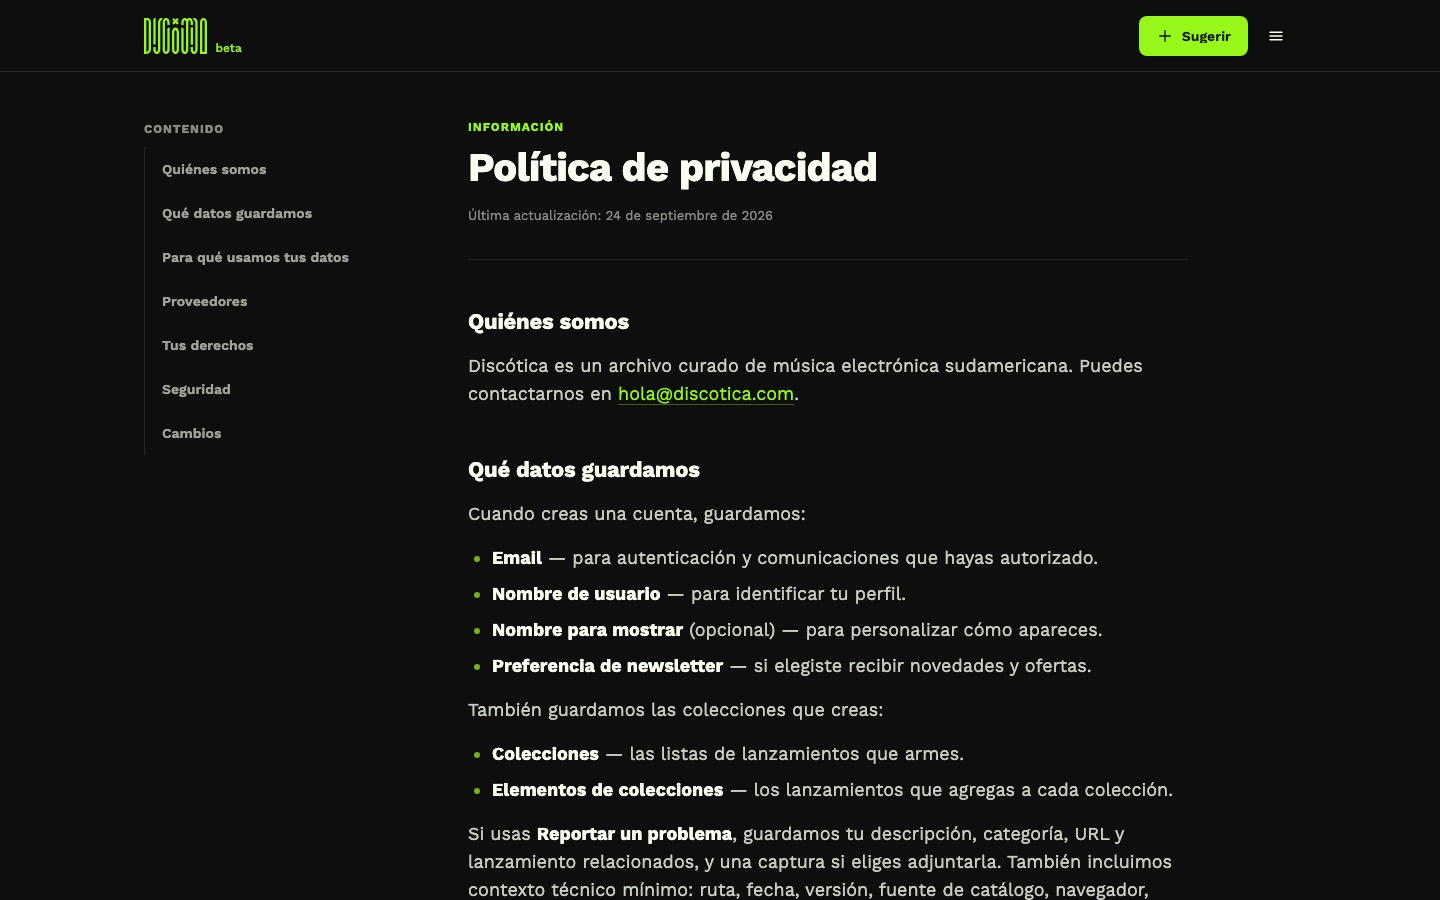 DISCÓTICA
beta
Sugerir
CONTENIDO
Quiénes somos
Qué datos guardamos
Para qué usamos tus datos
Proveedores
Tus derechos
Seguridad
Cambios
INFORMACIÓN
Política de privacidad
Última actualización: 24 de septiembre de 2026
Quiénes somos
Discótica es un archivo curado de música electrónica sudamericana. Puedes
contactarnos en hola@discotica.com.
Qué datos guardamos
Cuando creas una cuenta, guardamos:
• Email — para autenticación y comunicaciones que hayas autorizado.
• Nombre de usuario — para identificar tu perfil.
• Nombre para mostrar (opcional) — para personalizar cómo apareces.
• Preferencia de newsletter — si elegiste recibir novedades y ofertas.
También guardamos las colecciones que creas:
• Colecciones — las listas de lanzamientos que armes.
• Elementos de colecciones — los lanzamientos que agregas a cada colección.
Si usas Reportar un problema, guardamos tu descripción, categoría, URL y
lanzamiento relacionados, y una captura si eliges adjuntarla. También incluimos
contexto técnico mínimo: ruta, fecha, versión, fuente de catálogo, navegador,